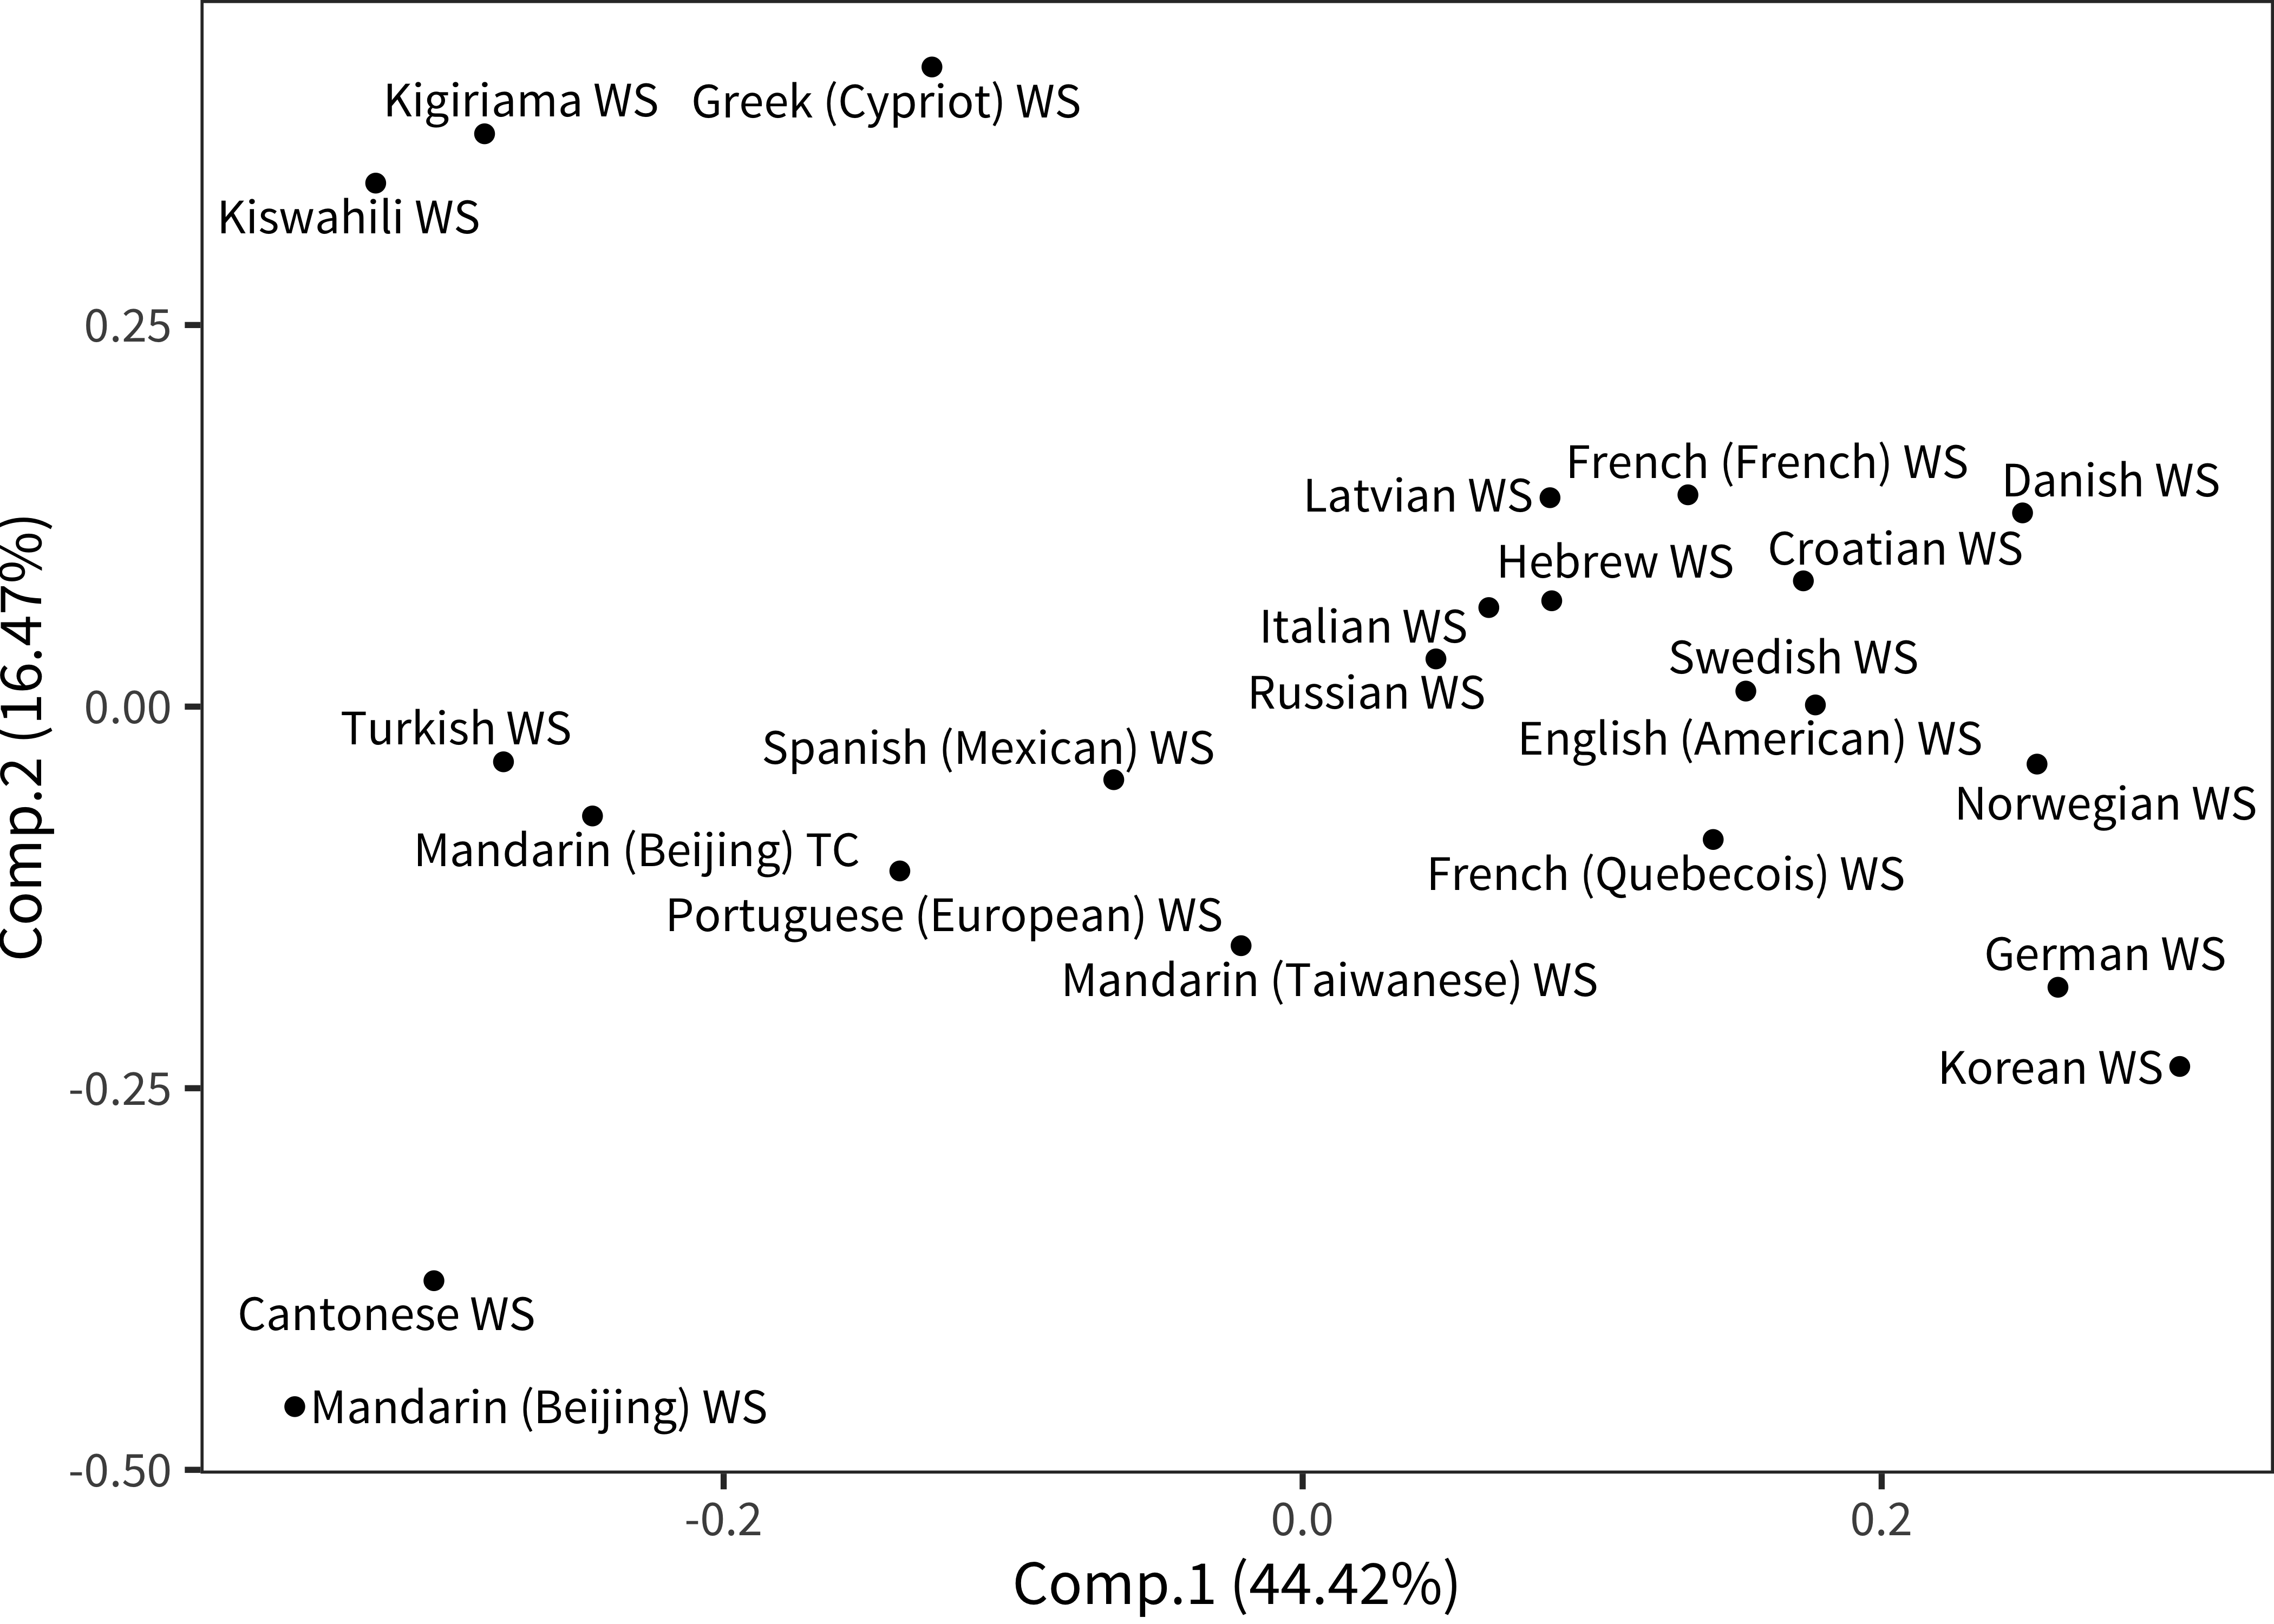 Kigiriama WS
Greek (Cypriot) WS
Kiswahili WS
0.25
French (French) WS
Latvian WS
Danish WS
Croatian WS
Hebrew WS
Italian WS
Swedish WS
Russian WS
0.00
Turkish WS
Spanish (Mexican) WS
English (American) WS
Norwegian WS
Mandarin (Beijing) TC
French (Quebecois) WS
Portuguese (European) WS
Mandarin (Taiwanese) WS
German WS
Korean WS
-0.25
Cantonese WS
Mandarin (Beijing) WS
-0.50
Comp.2 (16.47%)
-0.2
0.0
0.2
Comp.1 (44.42%)